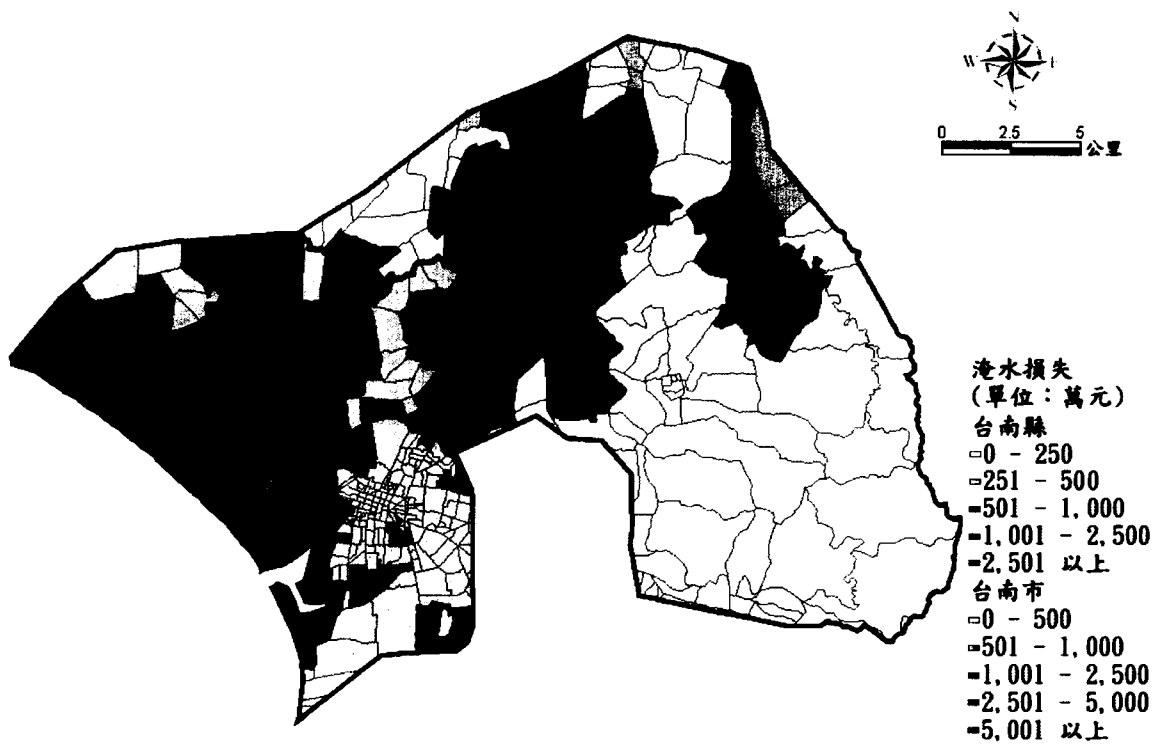 N
W E
S
0 2.5 5
公里
淹水損失
(單位：萬元)
台南縣
0 - 250
251 - 500
501 - 1,000
1,001 - 2,500
2,501 以上
台南市
0 - 500
501 - 1,000
1,001 - 2,500
2,501 - 5,000
5,001 以上